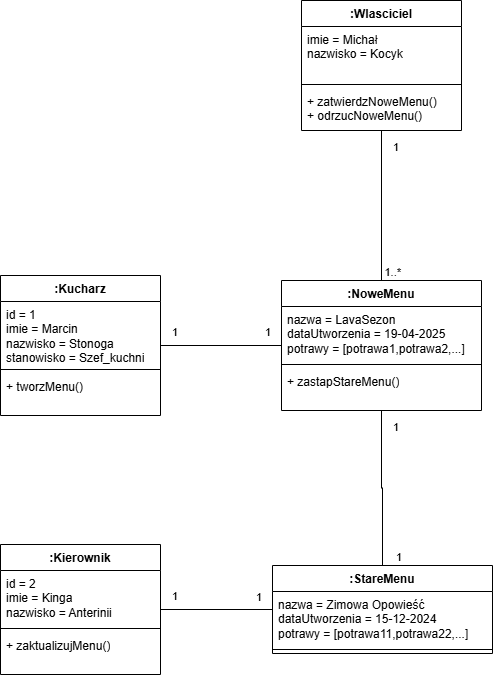 :Wlasciciel
imie = Michał
nazwisko = Kocyk
+ zatwierdzNoweMenu()
+ odrzucNoweMenu()
1
1..*
:Kucharz
id = 1
imie = Marcin
nazwisko = Stonoga
stanowisko = Szef_kuchni
+ tworzMenu()
1
1
:NoweMenu
nazwa = LavaSezon
dataUtworzenia = 19-04-2025
potrawy = [potrawa1,potrawa2,...]
+ zastapStareMenu()
1
1
:Kierownik
id = 2
imie = Kinga
nazwisko = Anterinii
+ zaktualizujMenu()
1
1
:StareMenu
nazwa = Zimowa Opowieść
dataUtworzenia = 15-12-2024
potrawy = [potrawa11,potrawa22,...]